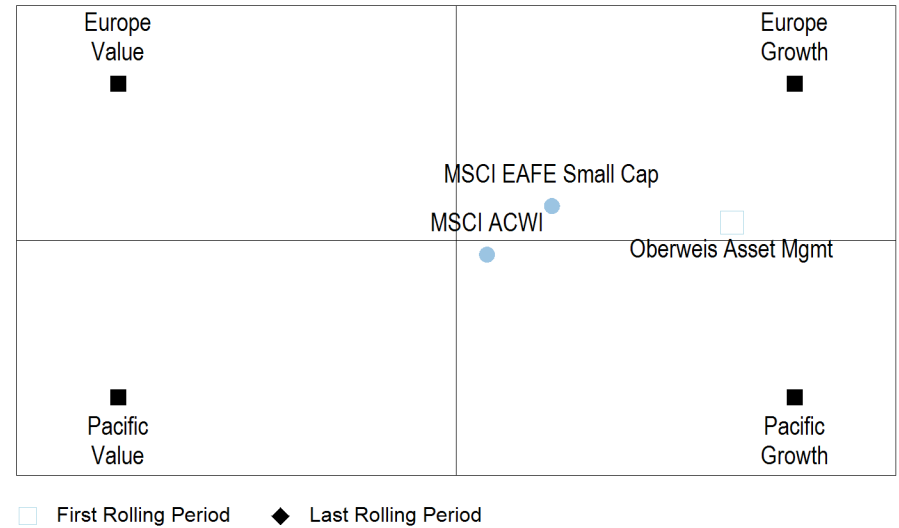 Europe
Value
Europe
Growth
MSCI EAFE Small Cap
MSCI ACWI
Oberweis Asset Mgmt
Pacific
Value
Pacific
Growth
First Rolling Period
Last Rolling Period